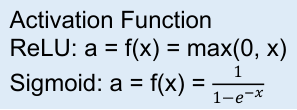 Activation Function
ReLU: a = f(x) = max(0, x)
Sigmoid: a = f(x) = 1/(1−e^−x)